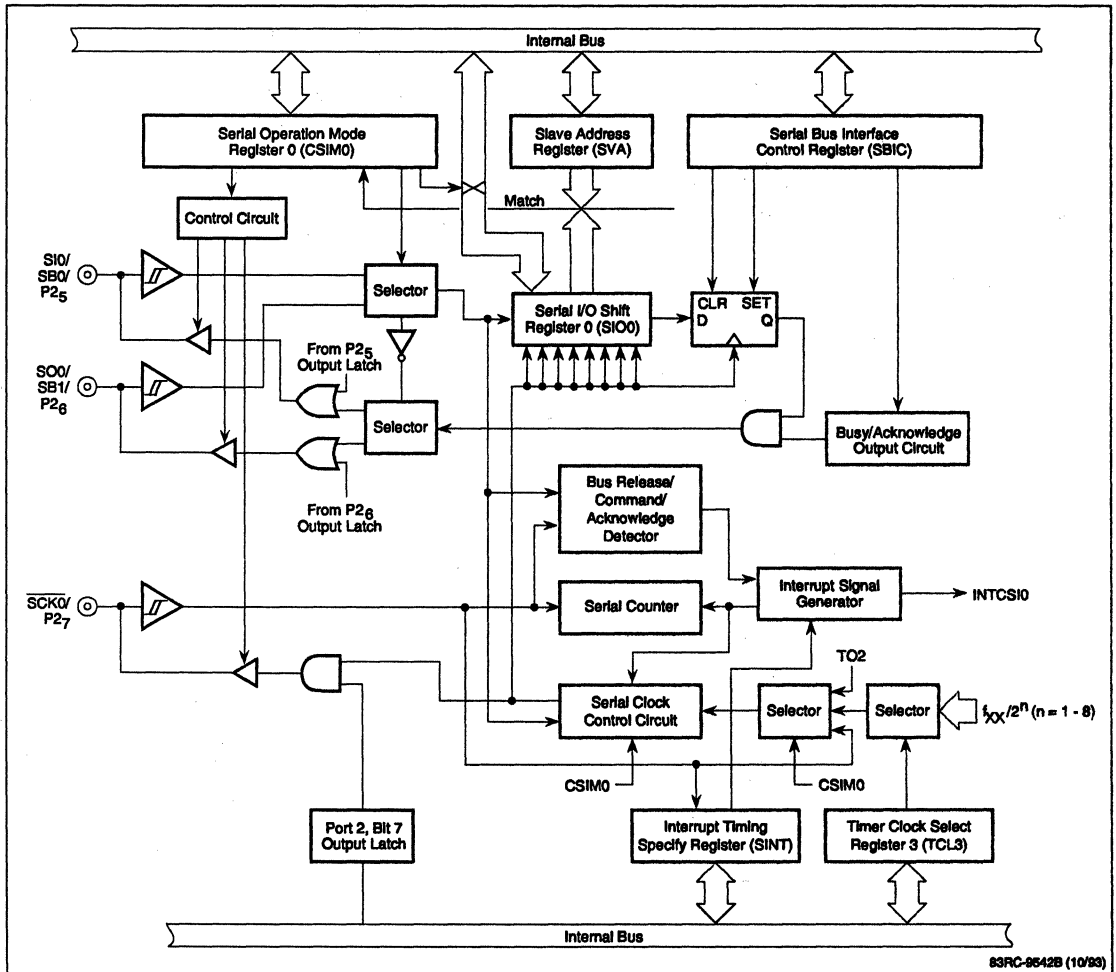 Internal Bus
Serial Operation Mode
Register 0 (CSIM0)
Slave Address
Register (SVA)
Serial Bus Interface
Control Register (SBIC)
Match
Control Circuit
SI0/
SB0/
P25
Selector
Serial I/O Shift
Register 0 (SIO0)
CLR SET
D Q
From P25
Output Latch
SO0/
SB1/
P26
Selector
Busy/Acknowledge
Output Circuit
From P26
Output Latch
Bus Release/
Command/
Acknowledge
Detector
SCK0/
P27
Serial Counter
Interrupt Signal
Generator
INTCSI0
TO2
Serial Clock
Control Circuit
Selector
Selector
fXX/2n (n = 1 - 8)
CSIM0
CSIM0
Port 2, Bit 7
Output Latch
Interrupt Timing
Specify Register (SINT)
Timer Clock Select
Register 3 (TCL3)
Internal Bus
83RC-9542B (10/93)